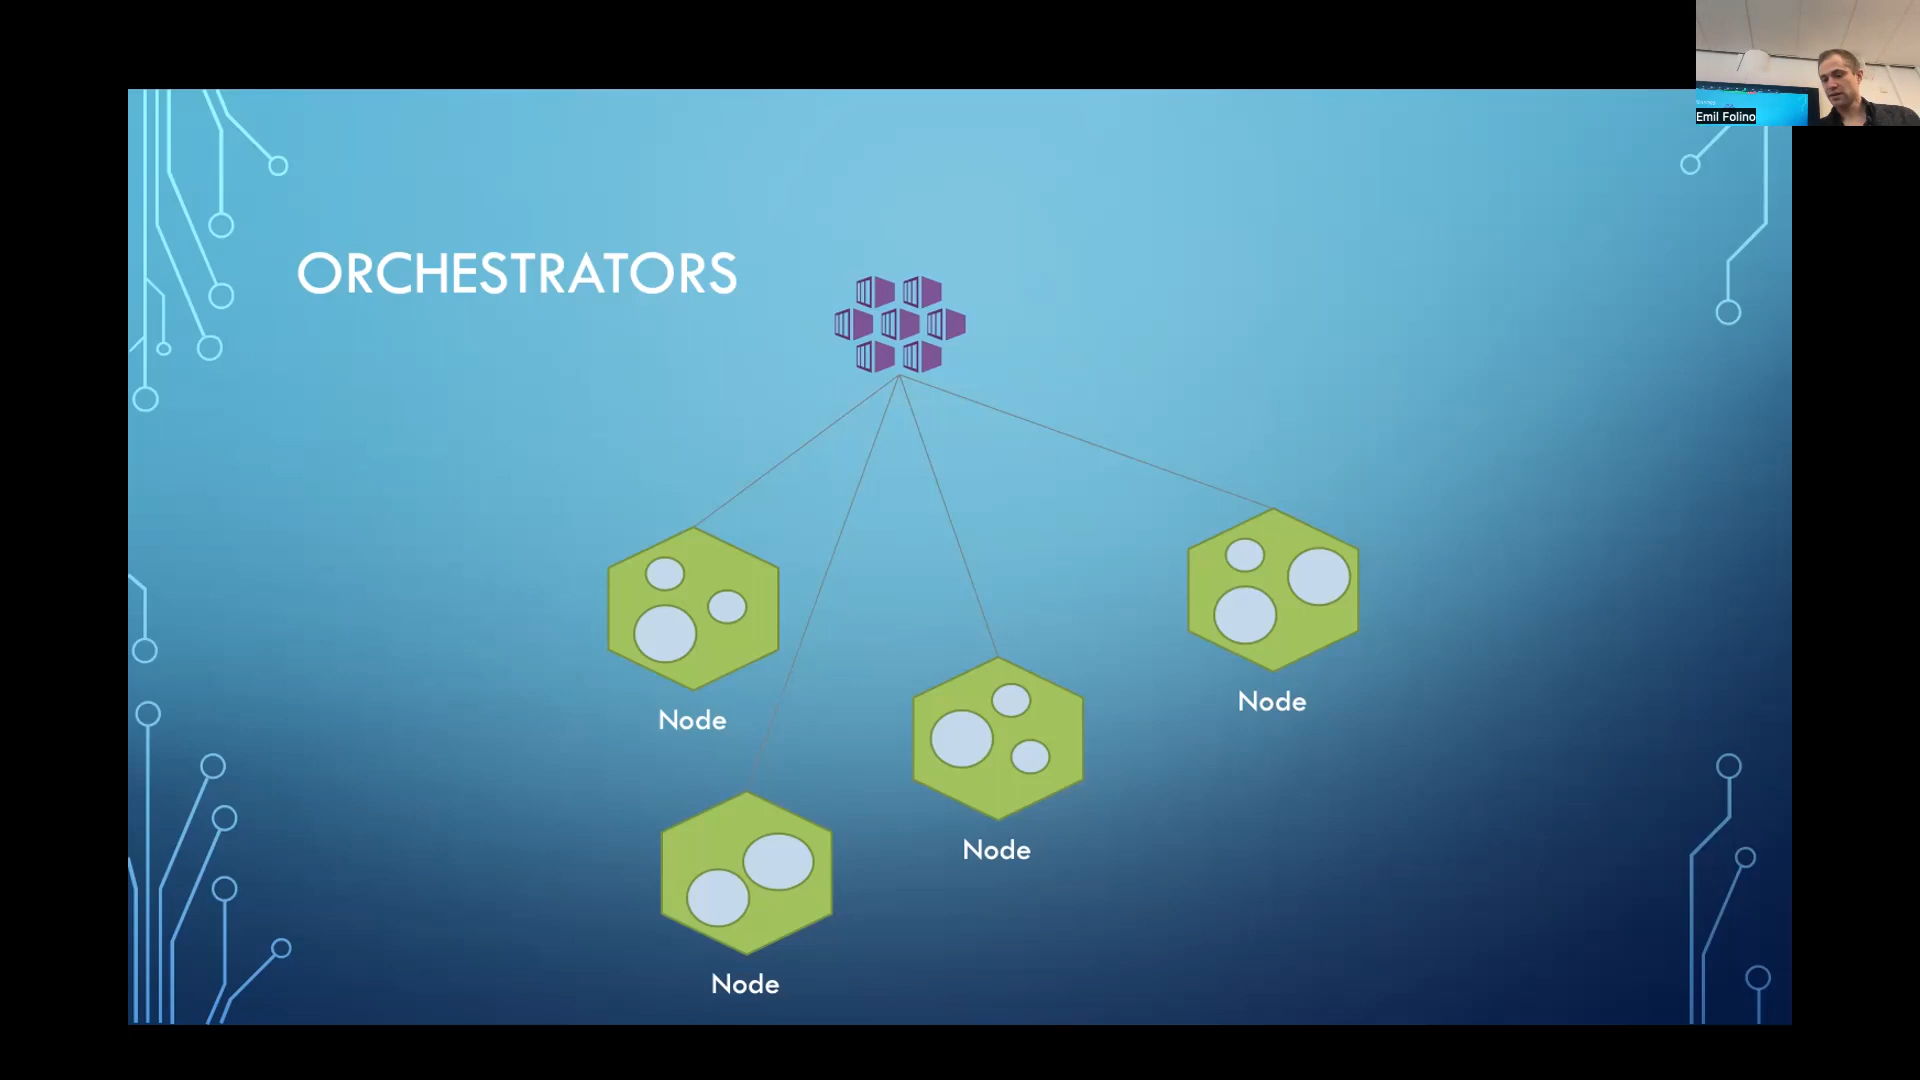 Emil Folino
ORCHESTRATORS
Node
Node
Node
Node